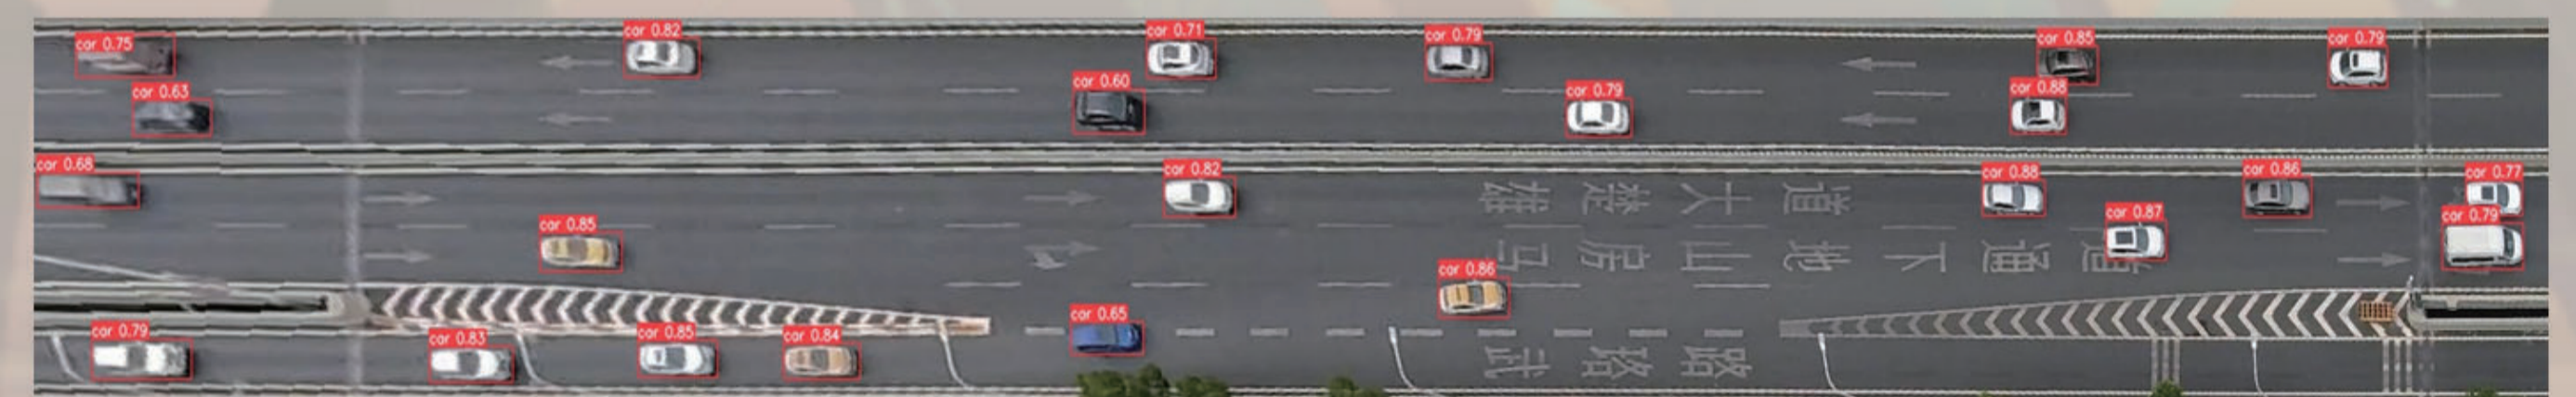 car 0.75
car 0.82
car 0.71
car 0.79
car 0.85
car 0.79
car 0.63
car 0.60
car 0.79
car 0.88
car 0.68
car 0.82
car 0.88
car 0.86
car 0.77
雄楚大道
car 0.85
car 0.87
car 0.79
马房山地下通道
car 0.86
car 0.65
car 0.79
car 0.83
car 0.85
car 0.84
武珞路